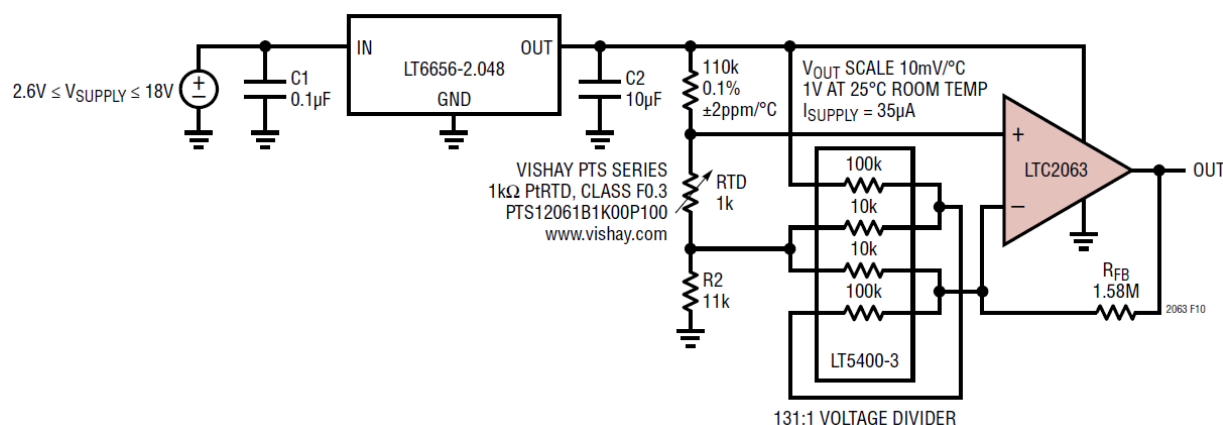 2.6V ≤ VSUPPLY ≤ 18V
+
−
C1
0.1µF
IN
OUT
LT6656-2.048
GND
C2
10µF
110k
0.1%
±2ppm/°C
VOUT SCALE 10mV/°C
1V AT 25°C ROOM TEMP
ISUPPLY = 35µA
VISHAY PTS SERIES
1kΩ PtRTD, CLASS F0.3
PTS12061B1K00P100
www.vishay.com
RTD
1k
R2
11k
100k
10k
10k
100k
LT5400-3
131:1 VOLTAGE DIVIDER
+
−
LTC2063
OUT
RFB
1.58M
2063 F10